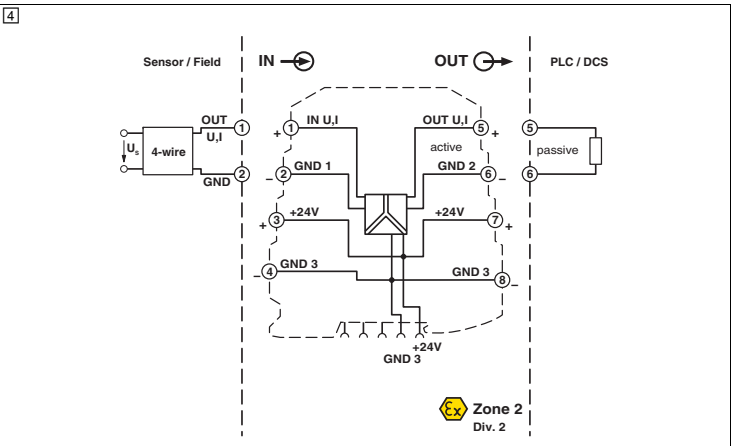 4
Sensor / Field
IN
OUT
PLC / DCS
OUT
U,I
1
Us
4-wire
2
GND
+
1
IN U,I
OUT U,I
5
+
active
–
2
GND 1
GND 2
6
–
+
3
+24V
+24V
7
+
–
4
GND 3
GND 3
8
–
+24V
GND 3
5
passive
6
Ex
Zone 2
Div. 2